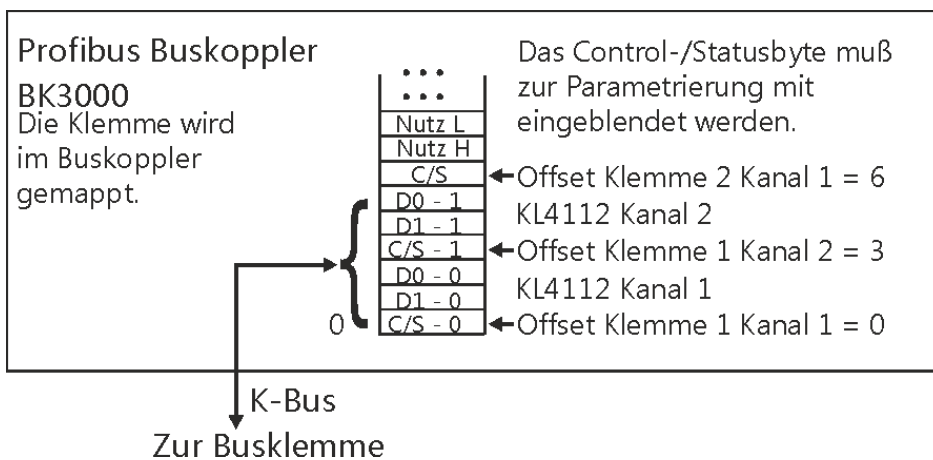 Profibus Buskoppler
BK3000
Die Klemme wird
im Buskoppler
gemappt.
Das Control-/Statusbyte muß
zur Parametrierung mit
eingeblendet werden.
Nutz L
Nutz H
C/S
Offset Klemme 2 Kanal 1 = 6
D0 - 1
KL4112 Kanal 2
D1 - 1
C/S - 1
Offset Klemme 1 Kanal 2 = 3
D0 - 0
KL4112 Kanal 1
D1 - 0
0
C/S - 0
Offset Klemme 1 Kanal 1 = 0
K-Bus
Zur Busklemme